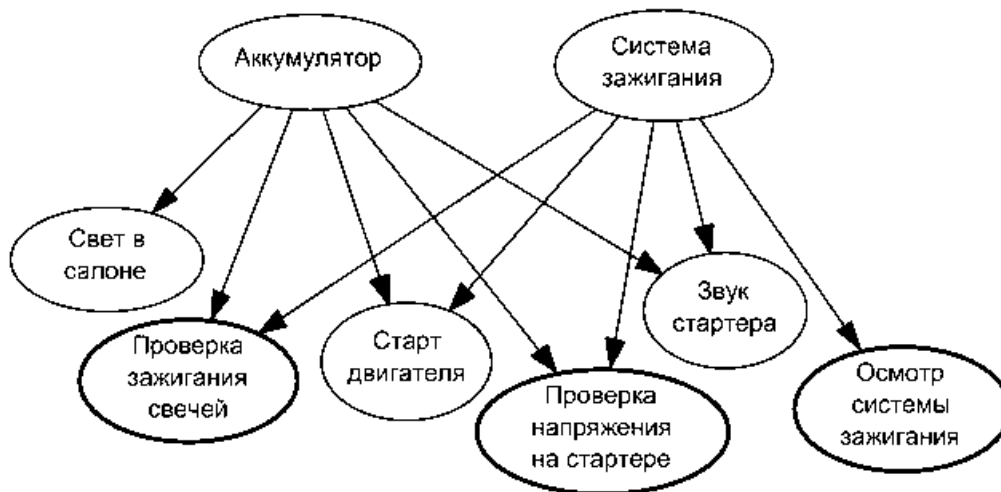 Аккумулятор
Система
зажигания
Свет в
салоне
Проверка
зажигания
свечей
Старт
двигателя
Проверка
напряжения
на стартере
Звук
стартера
Осмотр
системы
зажигания